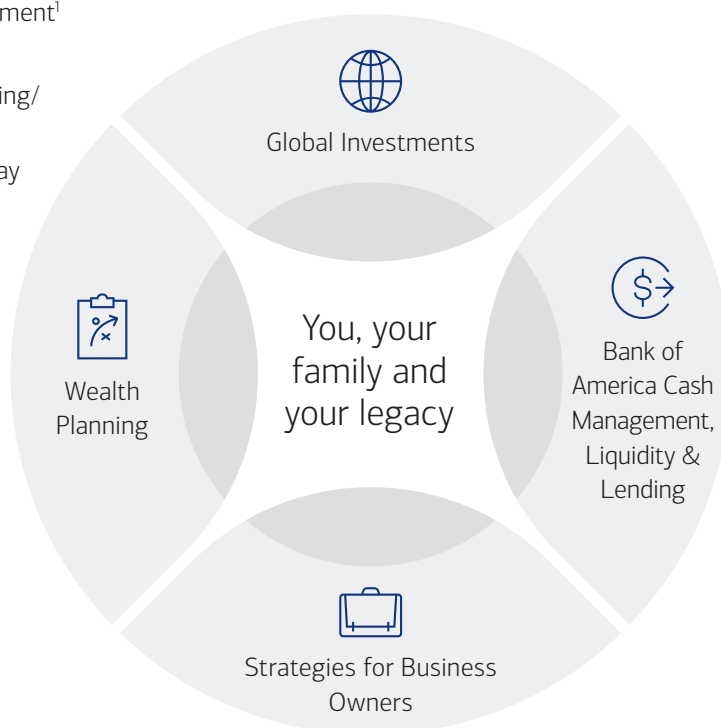 ment¹
ing/
ay
Global Investments
You, your
family and
your legacy
Wealth
Planning
Bank of
America Cash
Management,
Liquidity &
Lending
Strategies for Business
Owners